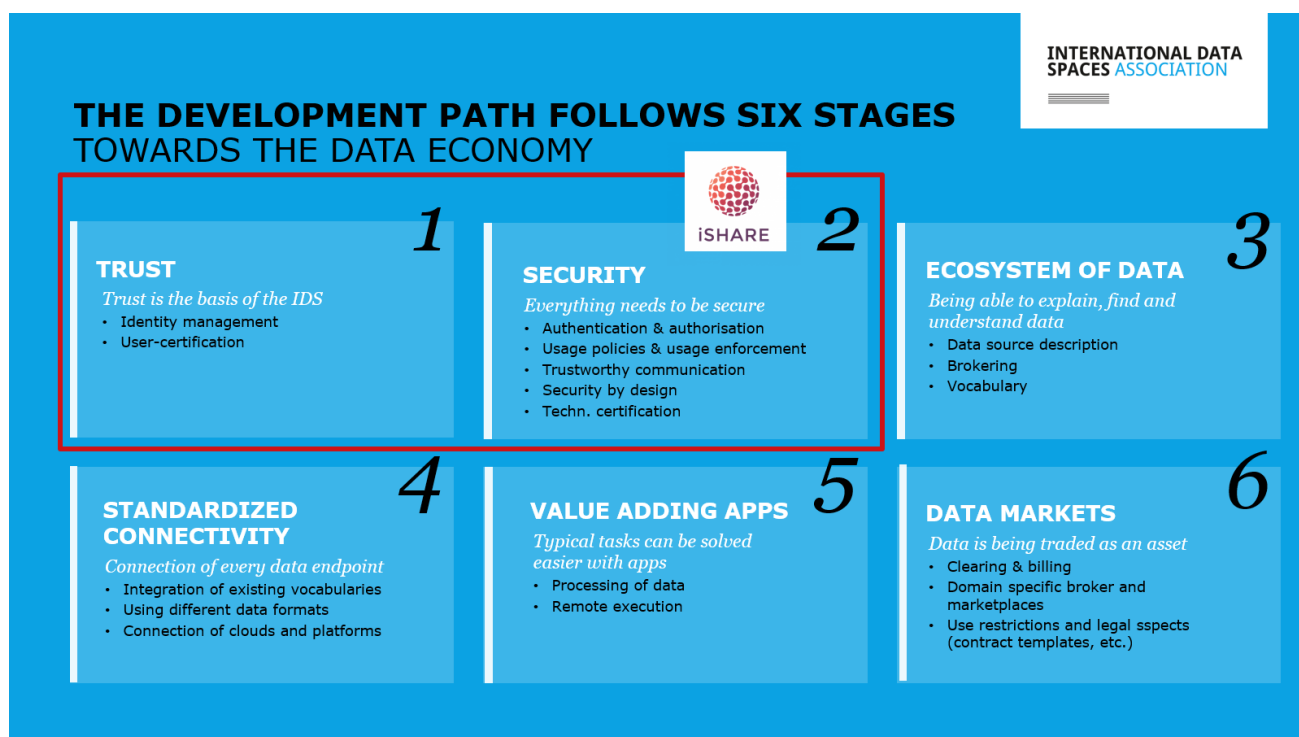 INTERNATIONAL DATA
SPACES ASSOCIATION
THE DEVELOPMENT PATH FOLLOWS SIX STAGES
TOWARDS THE DATA ECONOMY
iSHARE
1
TRUST
Trust is the basis of the IDS
• Identity management
• User-certification
2
SECURITY
Everything needs to be secure
• Authentication & authorisation
• Usage policies & usage enforcement
• Trustworthy communication
• Security by design
• Techn. certification
3
ECOSYSTEM OF DATA
Being able to explain, find and
understand data
• Data source description
• Brokering
• Vocabulary
4
STANDARDIZED
CONNECTIVITY
Connection of every data endpoint
• Integration of existing vocabularies
• Using different data formats
• Connection of clouds and platforms
5
VALUE ADDING APPS
Typical tasks can be solved
easier with apps
• Processing of data
• Remote execution
6
DATA MARKETS
Data is being traded as an asset
• Clearing & billing
• Domain specific broker and
marketplaces
• Use restrictions and legal sspects
(contract templates, etc.)